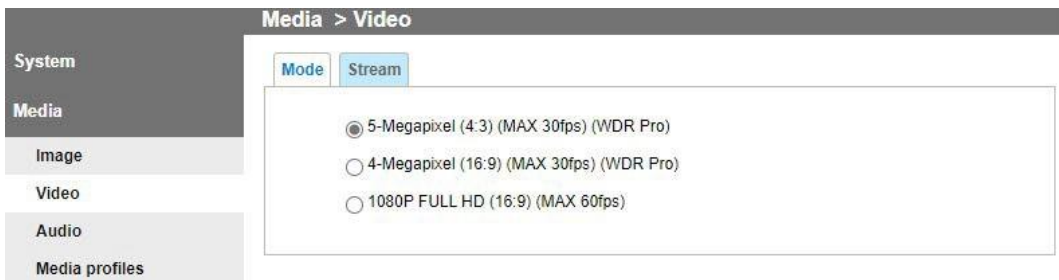 Media > Video
System
Media
Image
Video
Audio
Media profiles
Mode Stream
5-Megapixel (4:3) (MAX 30fps) (WDR Pro)
4-Megapixel (16:9) (MAX 30fps) (WDR Pro)
1080P FULL HD (16:9) (MAX 60fps)